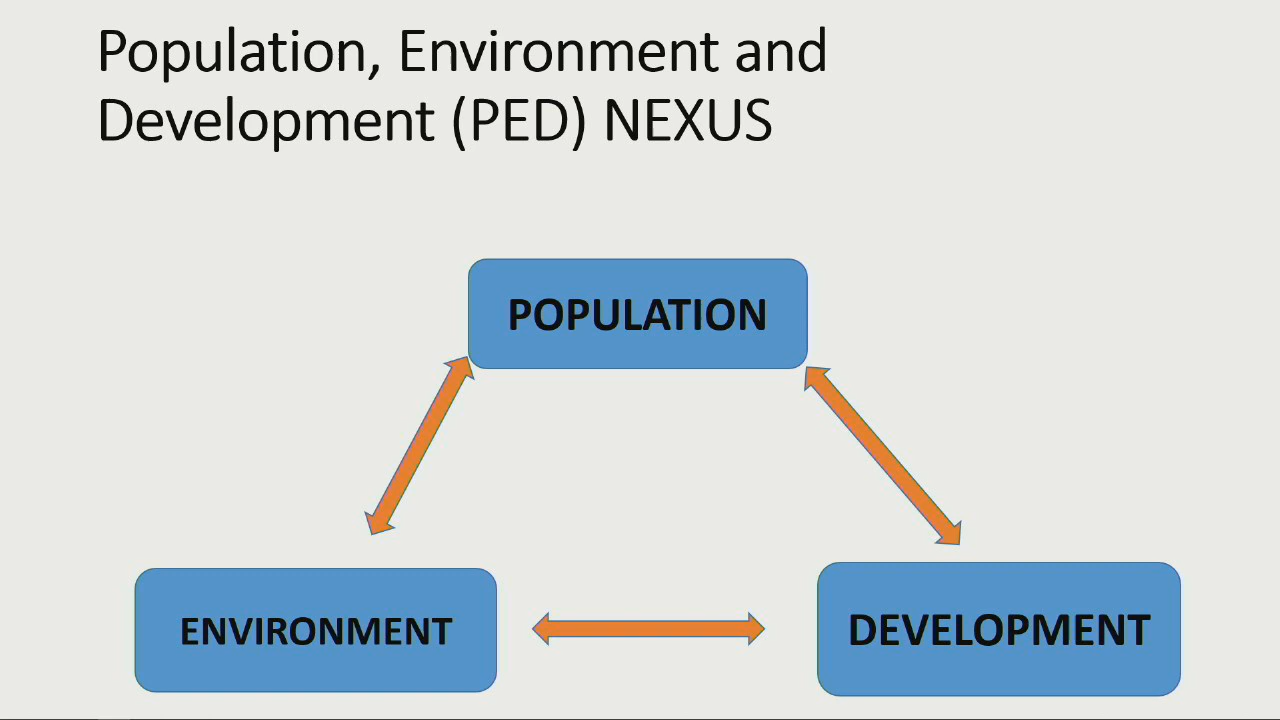 Population, Environment and
Development (PED) NEXUS
POPULATION
ENVIRONMENT
DEVELOPMENT